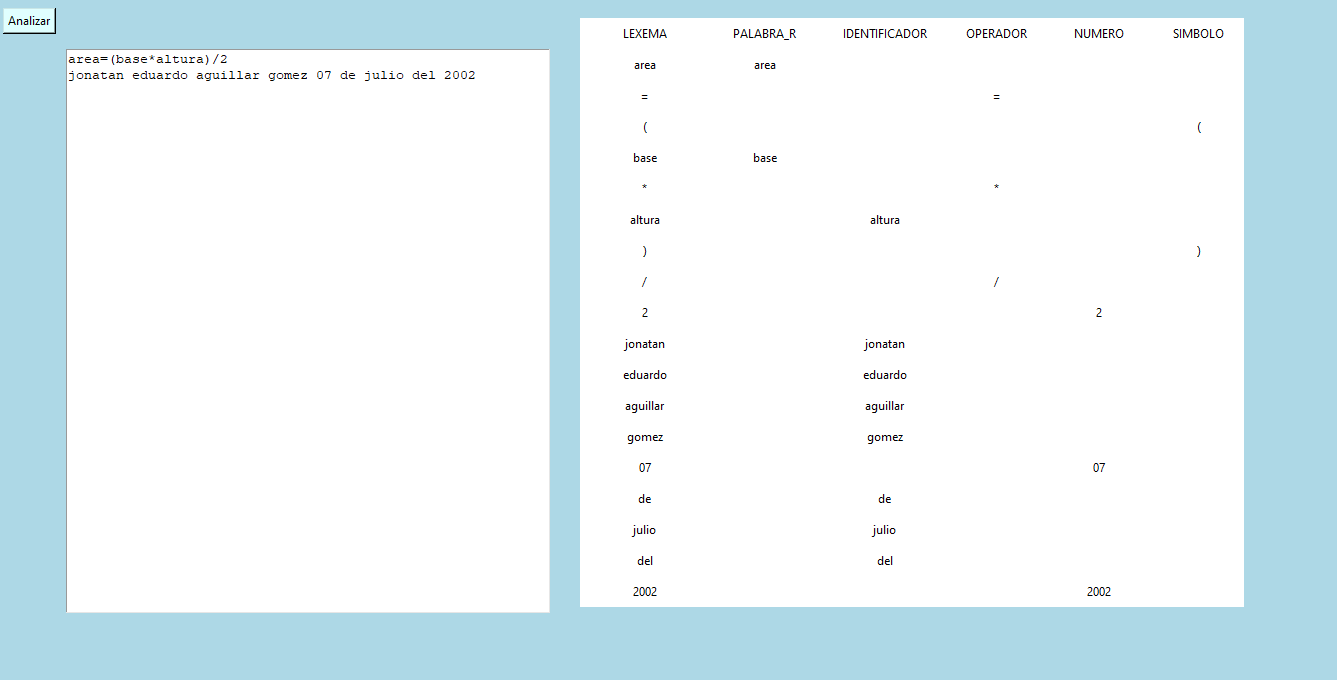 Analizar
area=(base*altura)/2
jonatan eduardo aguillar gomez 07 de julio del 2002
LEXEMA PALABRA_R IDENTIFICADOR OPERADOR NUMERO SIMBOLO
area area
= =
( (
base base
* *
altura altura
) )
/ /
2 2
jonatan jonatan
eduardo eduardo
aguillar aguillar
gomez gomez
07 07
de de
julio julio
del del
2002 2002